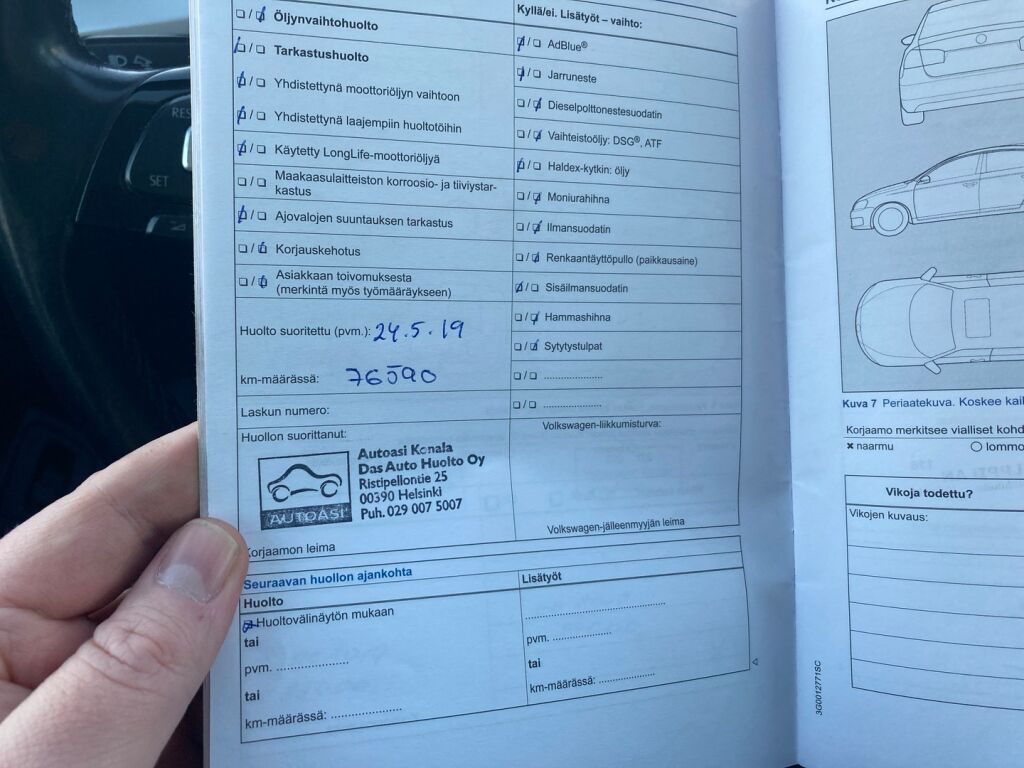 Öljynvaihtohuolto
Tarkastushuolto
Yhdistettynä moottoriöljyn vaihtoon
Yhdistettynä laajempiin huoltotöihin
Käytetty LongLife-moottoriöljyä
Maakaasulaitteiston korroosio- ja tiiviystar-
kastus
Ajovalojen suuntauksen tarkastus
Korjauskehotus
Asiakkaan toivomuksesta
(merkintä myös työmääräykseen)
Huolto suoritettu (pvm.): 24.5.19
km-määrässä: 76590
Laskun numero:
Huollon suorittanut:
Autoasi Konala
Das Auto Huolto Oy
Ristipellontie 25
00390 Helsinki
Puh. 029 007 5007
AUTOASI
Korjaamon leima
Kyllä/ei. Lisätyöt – vaihto:
AdBlue®
Jarruneste
Dieselpolttonestesuodatin
Vaihteistoöljy: DSG®, ATF
Haldex-kytkin: öljy
Moniurahihna
Ilmansuodatin
Renkaantäyttöpullo (paikkausaine)
Sisäilmansuodatin
Hammashihna
Sytytystulpat
Volkswagen-liikkumisturva:
Volkswagen-jälleenmyyjän leima
Seuraavan huollon ajankohta
Huolto
Huoltovälinäytön mukaan
tai
pvm. ....................
tai
km-määrässä: ....................
Lisätyöt
pvm. ....................
tai
km-määrässä: ....................
3G0012771SC
Kuva 7 Periaatekuva. Koskee
Korjaamo merkitsee vialliset
naarmu
Vikoja todettu?
Vikojen kuvaus:
SET